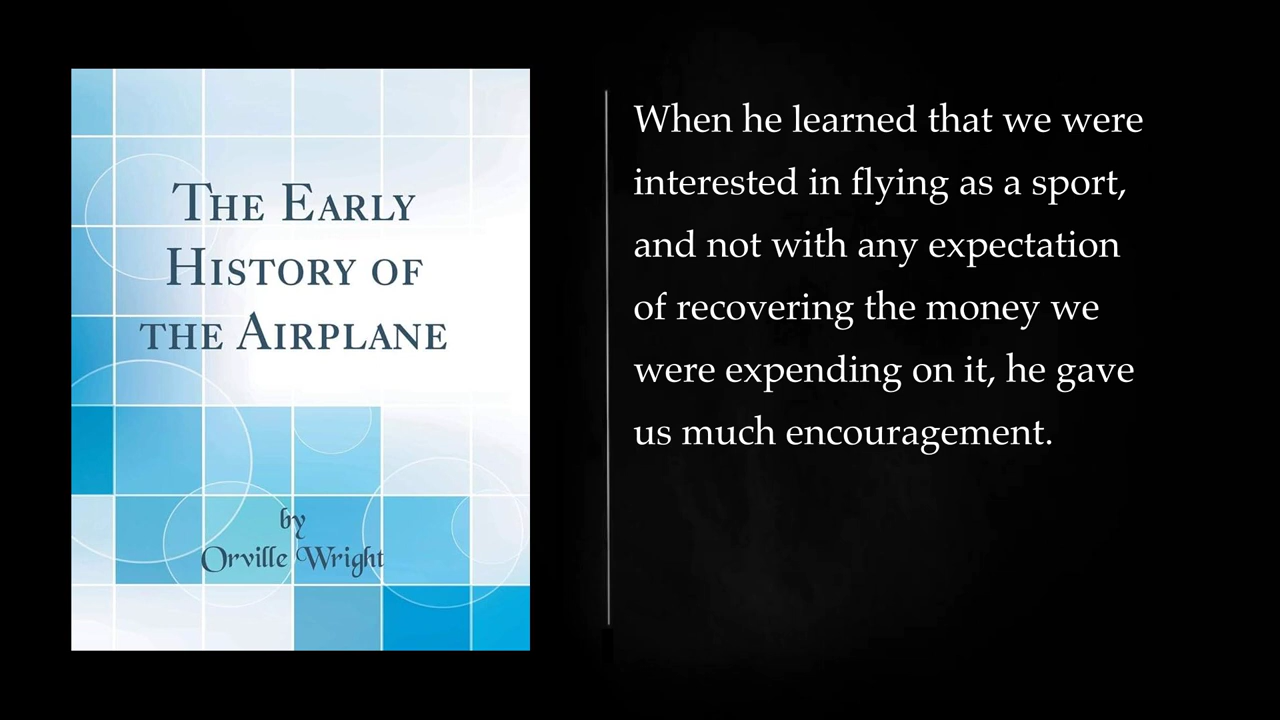 The Early
History of
the Airplane
by
Orville Wright
When he learned that we were
interested in flying as a sport,
and not with any expectation
of recovering the money we
were expending on it, he gave
us much encouragement.